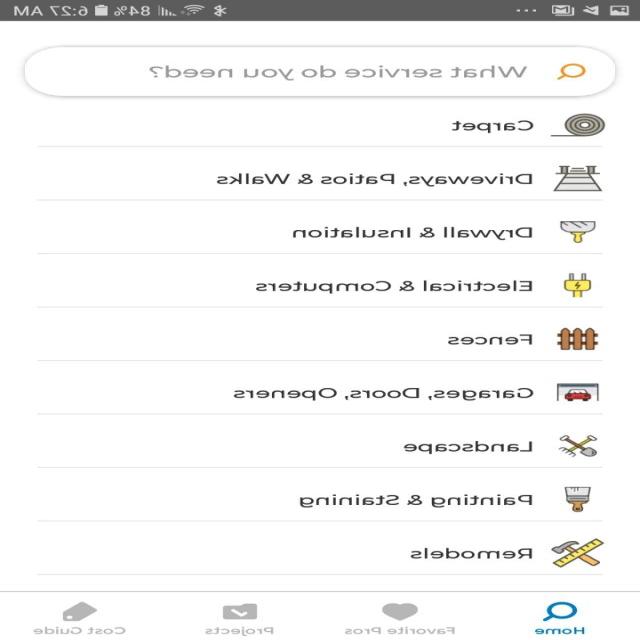 84% 6:27 AM
What service do you need?
Carpet
Driveways, Patios & Walks
Drywall & Insulation
Electrical & Computers
Fences
Garages, Doors, Openers
Landscape
Painting & Staining
Remodels
Home Favorite Pros Projects Cost Guide